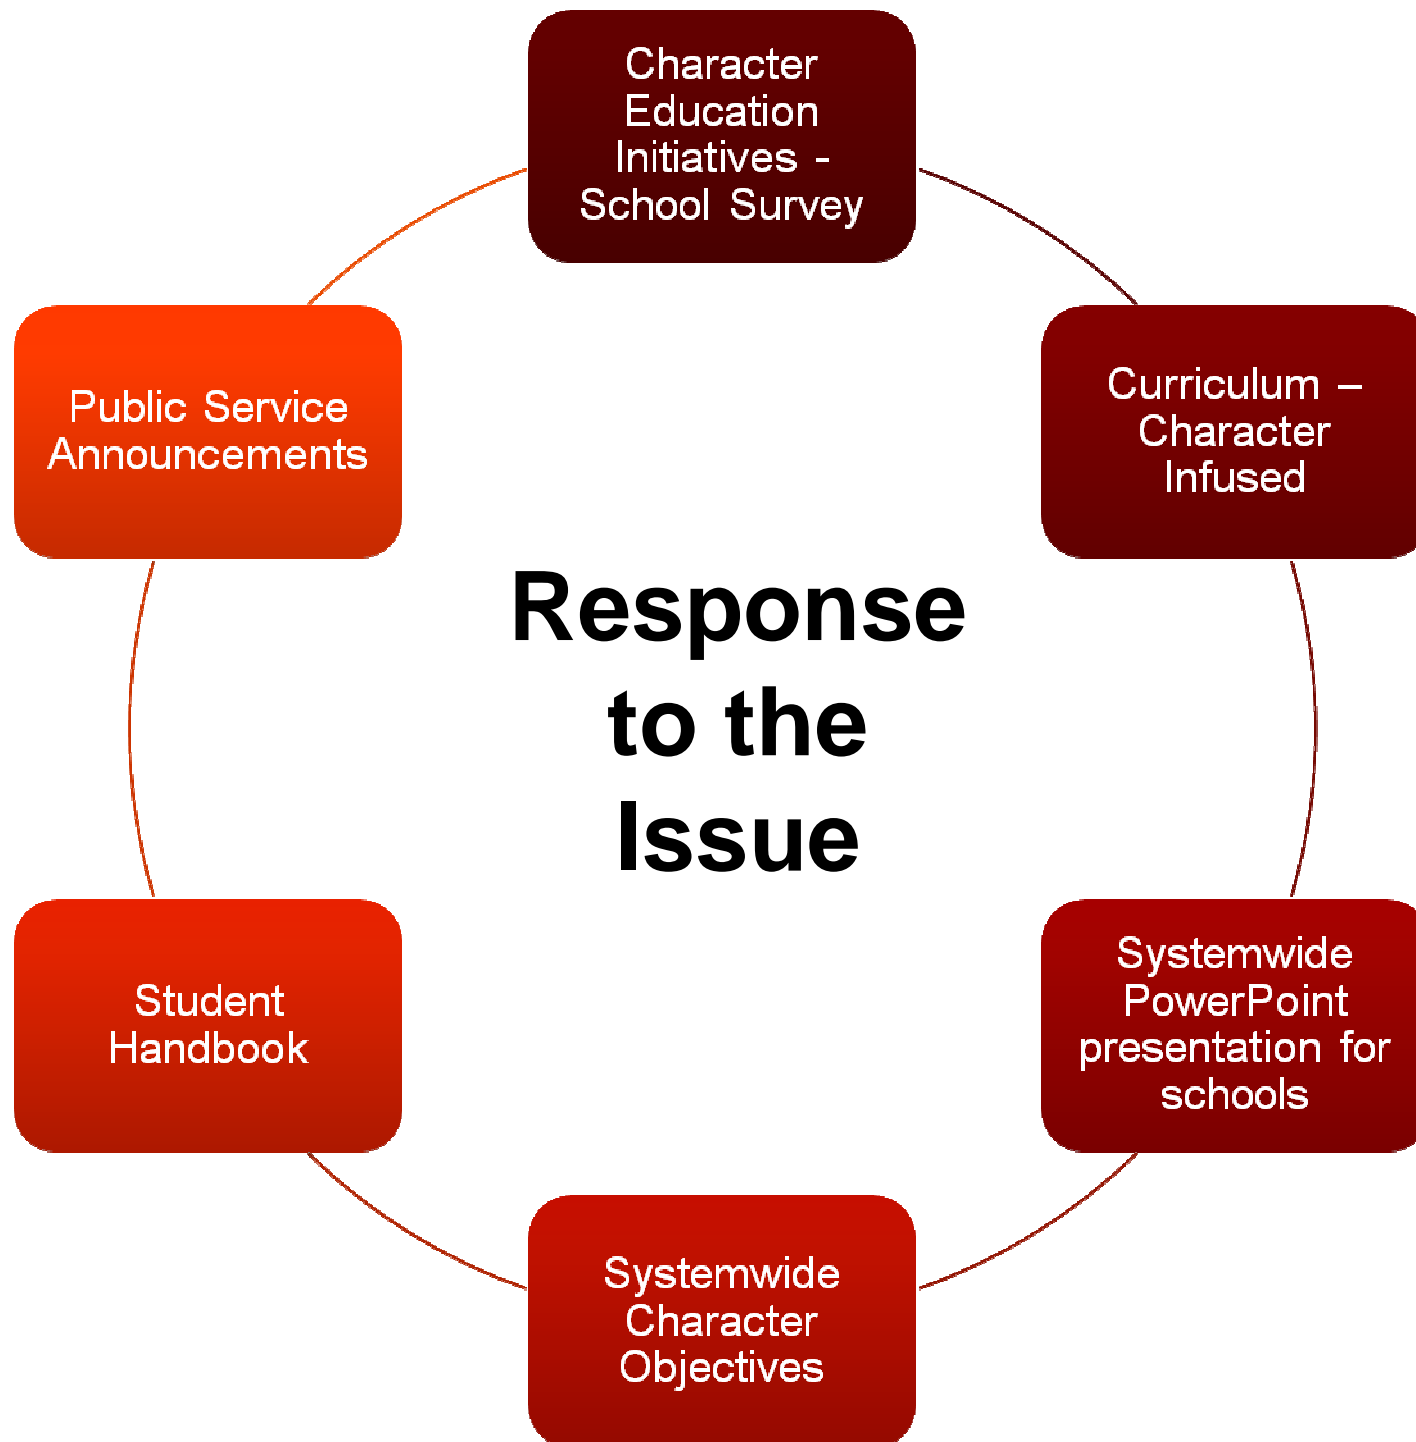 Character
Education
Initiatives -
School Survey
Curriculum –
Character
Infused
Systemwide
PowerPoint
presentation for
schools
Systemwide
Character
Objectives
Student
Handbook
Public Service
Announcements
Response
to the
Issue